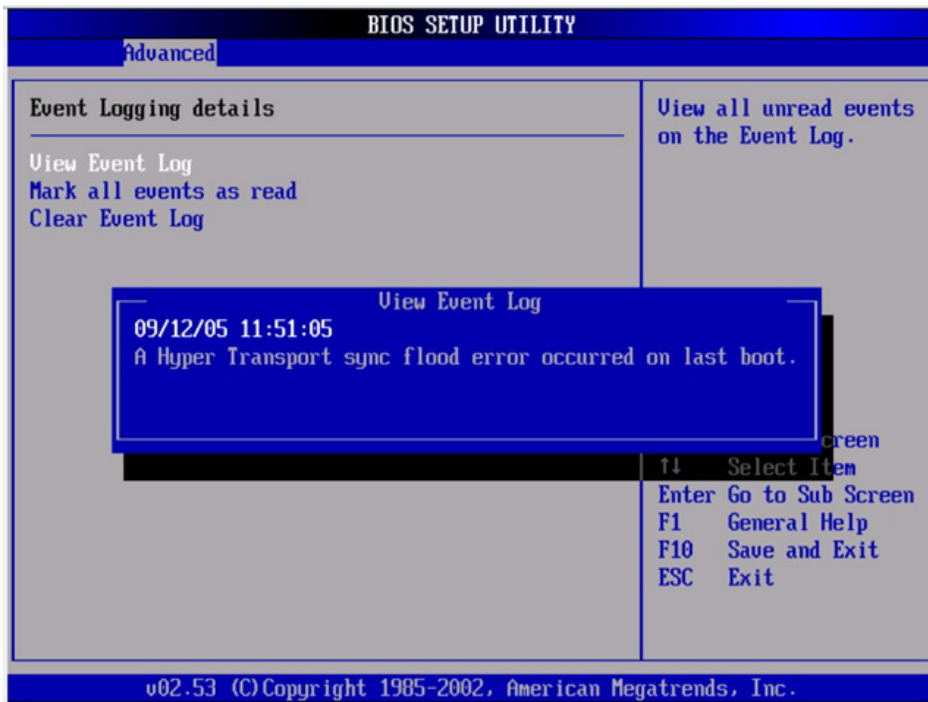 BIOS SETUP UTILITY
Advanced
Event Logging details
View Event Log
Mark all events as read
Clear Event Log
View all unread events
on the Event Log.
View Event Log
09/12/05 11:51:05
A Hyper Transport sync flood error occurred on last boot.
creen
↑↓ Select Item
Enter Go to Sub Screen
F1 General Help
F10 Save and Exit
ESC Exit
v02.53 (C)Copyright 1985-2002, American Megatrends, Inc.